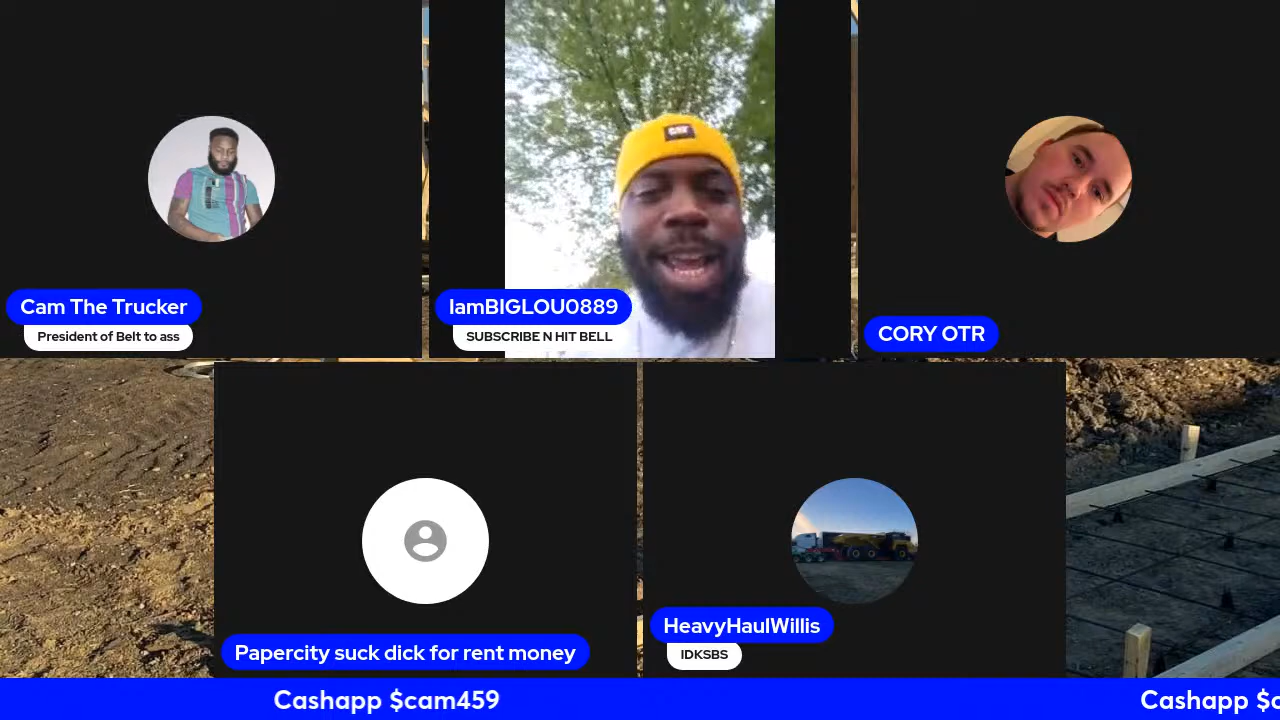 CAT
Cam The Trucker
President of Belt to ass
IamBIGLOU0889
SUBSCRIBE N HIT BELL
CORY OTR
Papercity suck dick for rent money
HeavyHaulWillis
IDKSBS
Cashapp $cam459
Cashapp $c